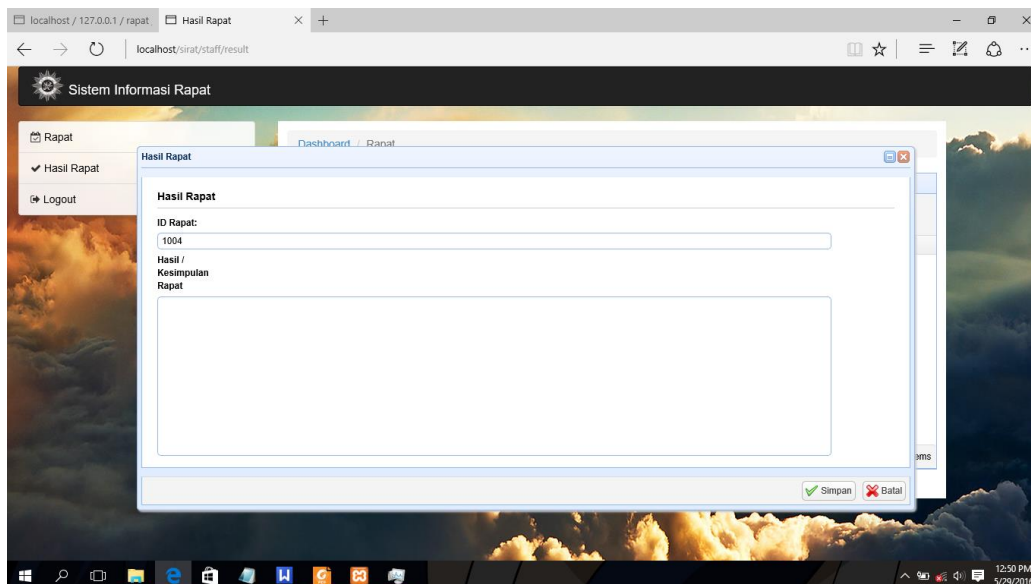 localhost / 127.0.0.1 / rapat
Hasil Rapat
localhost/sirat/staff/result
Sistem Informasi Rapat
Rapat
Hasil Rapat
Logout
Dashboard / Rapat
Hasil Rapat
Hasil Rapat
ID Rapat:
1004
Hasil /
Kesimpulan
Rapat
Simpan
Batal
12:50 PM